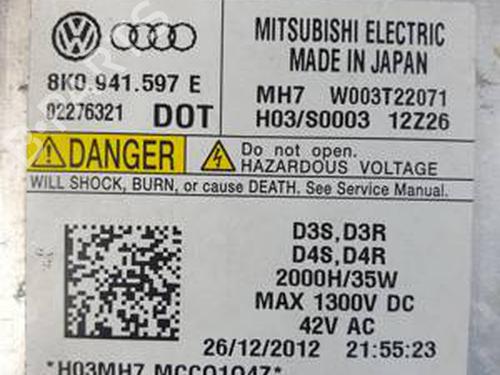 MITSUBISHI ELECTRIC
MADE IN JAPAN
8K0.941.597 E
02276321 DOT
MH7 W003T22071
H03/S0003 12Z26
DANGER
Do not open.
HAZARDOUS VOLTAGE
WILL SHOCK, BURN, or cause DEATH. See Service Manual.
D3S,D3R
D4S,D4R
2000H/35W
MAX 1300V DC
42V AC
26/12/2012 21:55:23
*H03MH7 MCCQ1Q47*